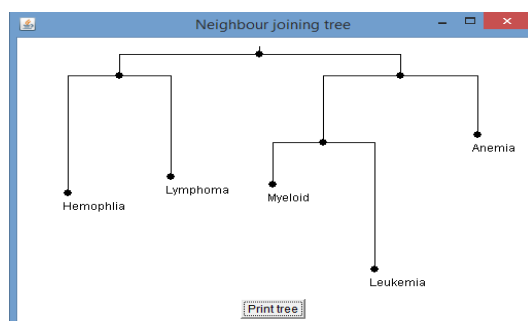 Neighbour joining tree
Anemia
Lymphoma
Myeloid
Hemophlia
Leukemia
Print tree